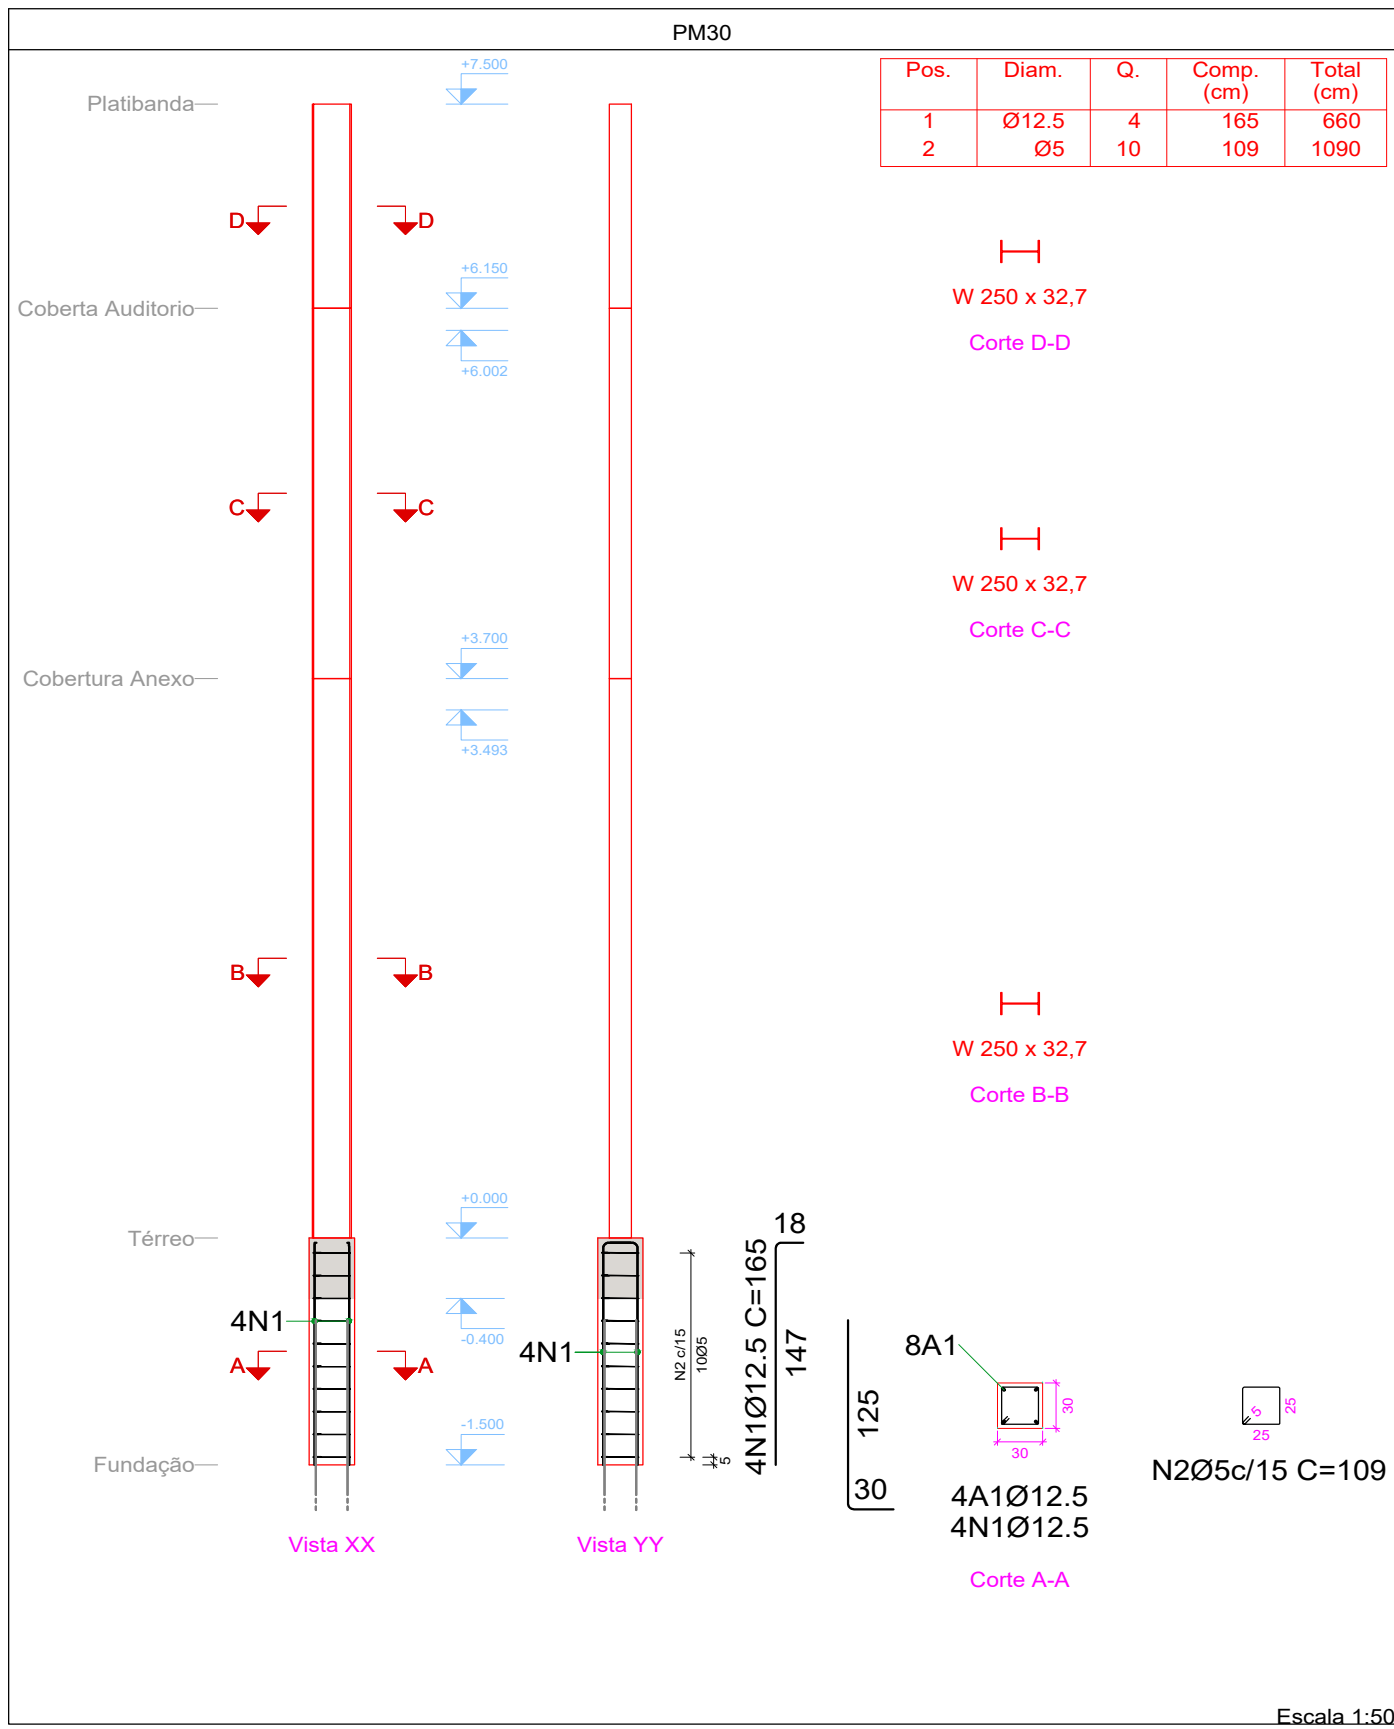 PM30
Pos. Diam. Q. Comp. (cm) Total (cm)
1 Ø12.5 4 165 660
2 Ø5 10 109 1090
Platibanda
+7.500
D D
W 250 x 32,7
Corte D-D
Coberta Auditorio
+6.150
+6.002
C C
W 250 x 32,7
Corte C-C
Cobertura Anexo
+3.700
+3.493
B B
W 250 x 32,7
Corte B-B
Térreo
+0.000
-0.400
4N1
A A
4N1
N2 c/15
10Ø5
5
4N1Ø12.5 C=165
18
147
125
30
8A1
30
30
4A1Ø12.5
4N1Ø12.5
Corte A-A
5
25
25
N2Ø5c/15 C=109
Fundação
-1.500
Vista XX
Vista YY
Escala 1:50